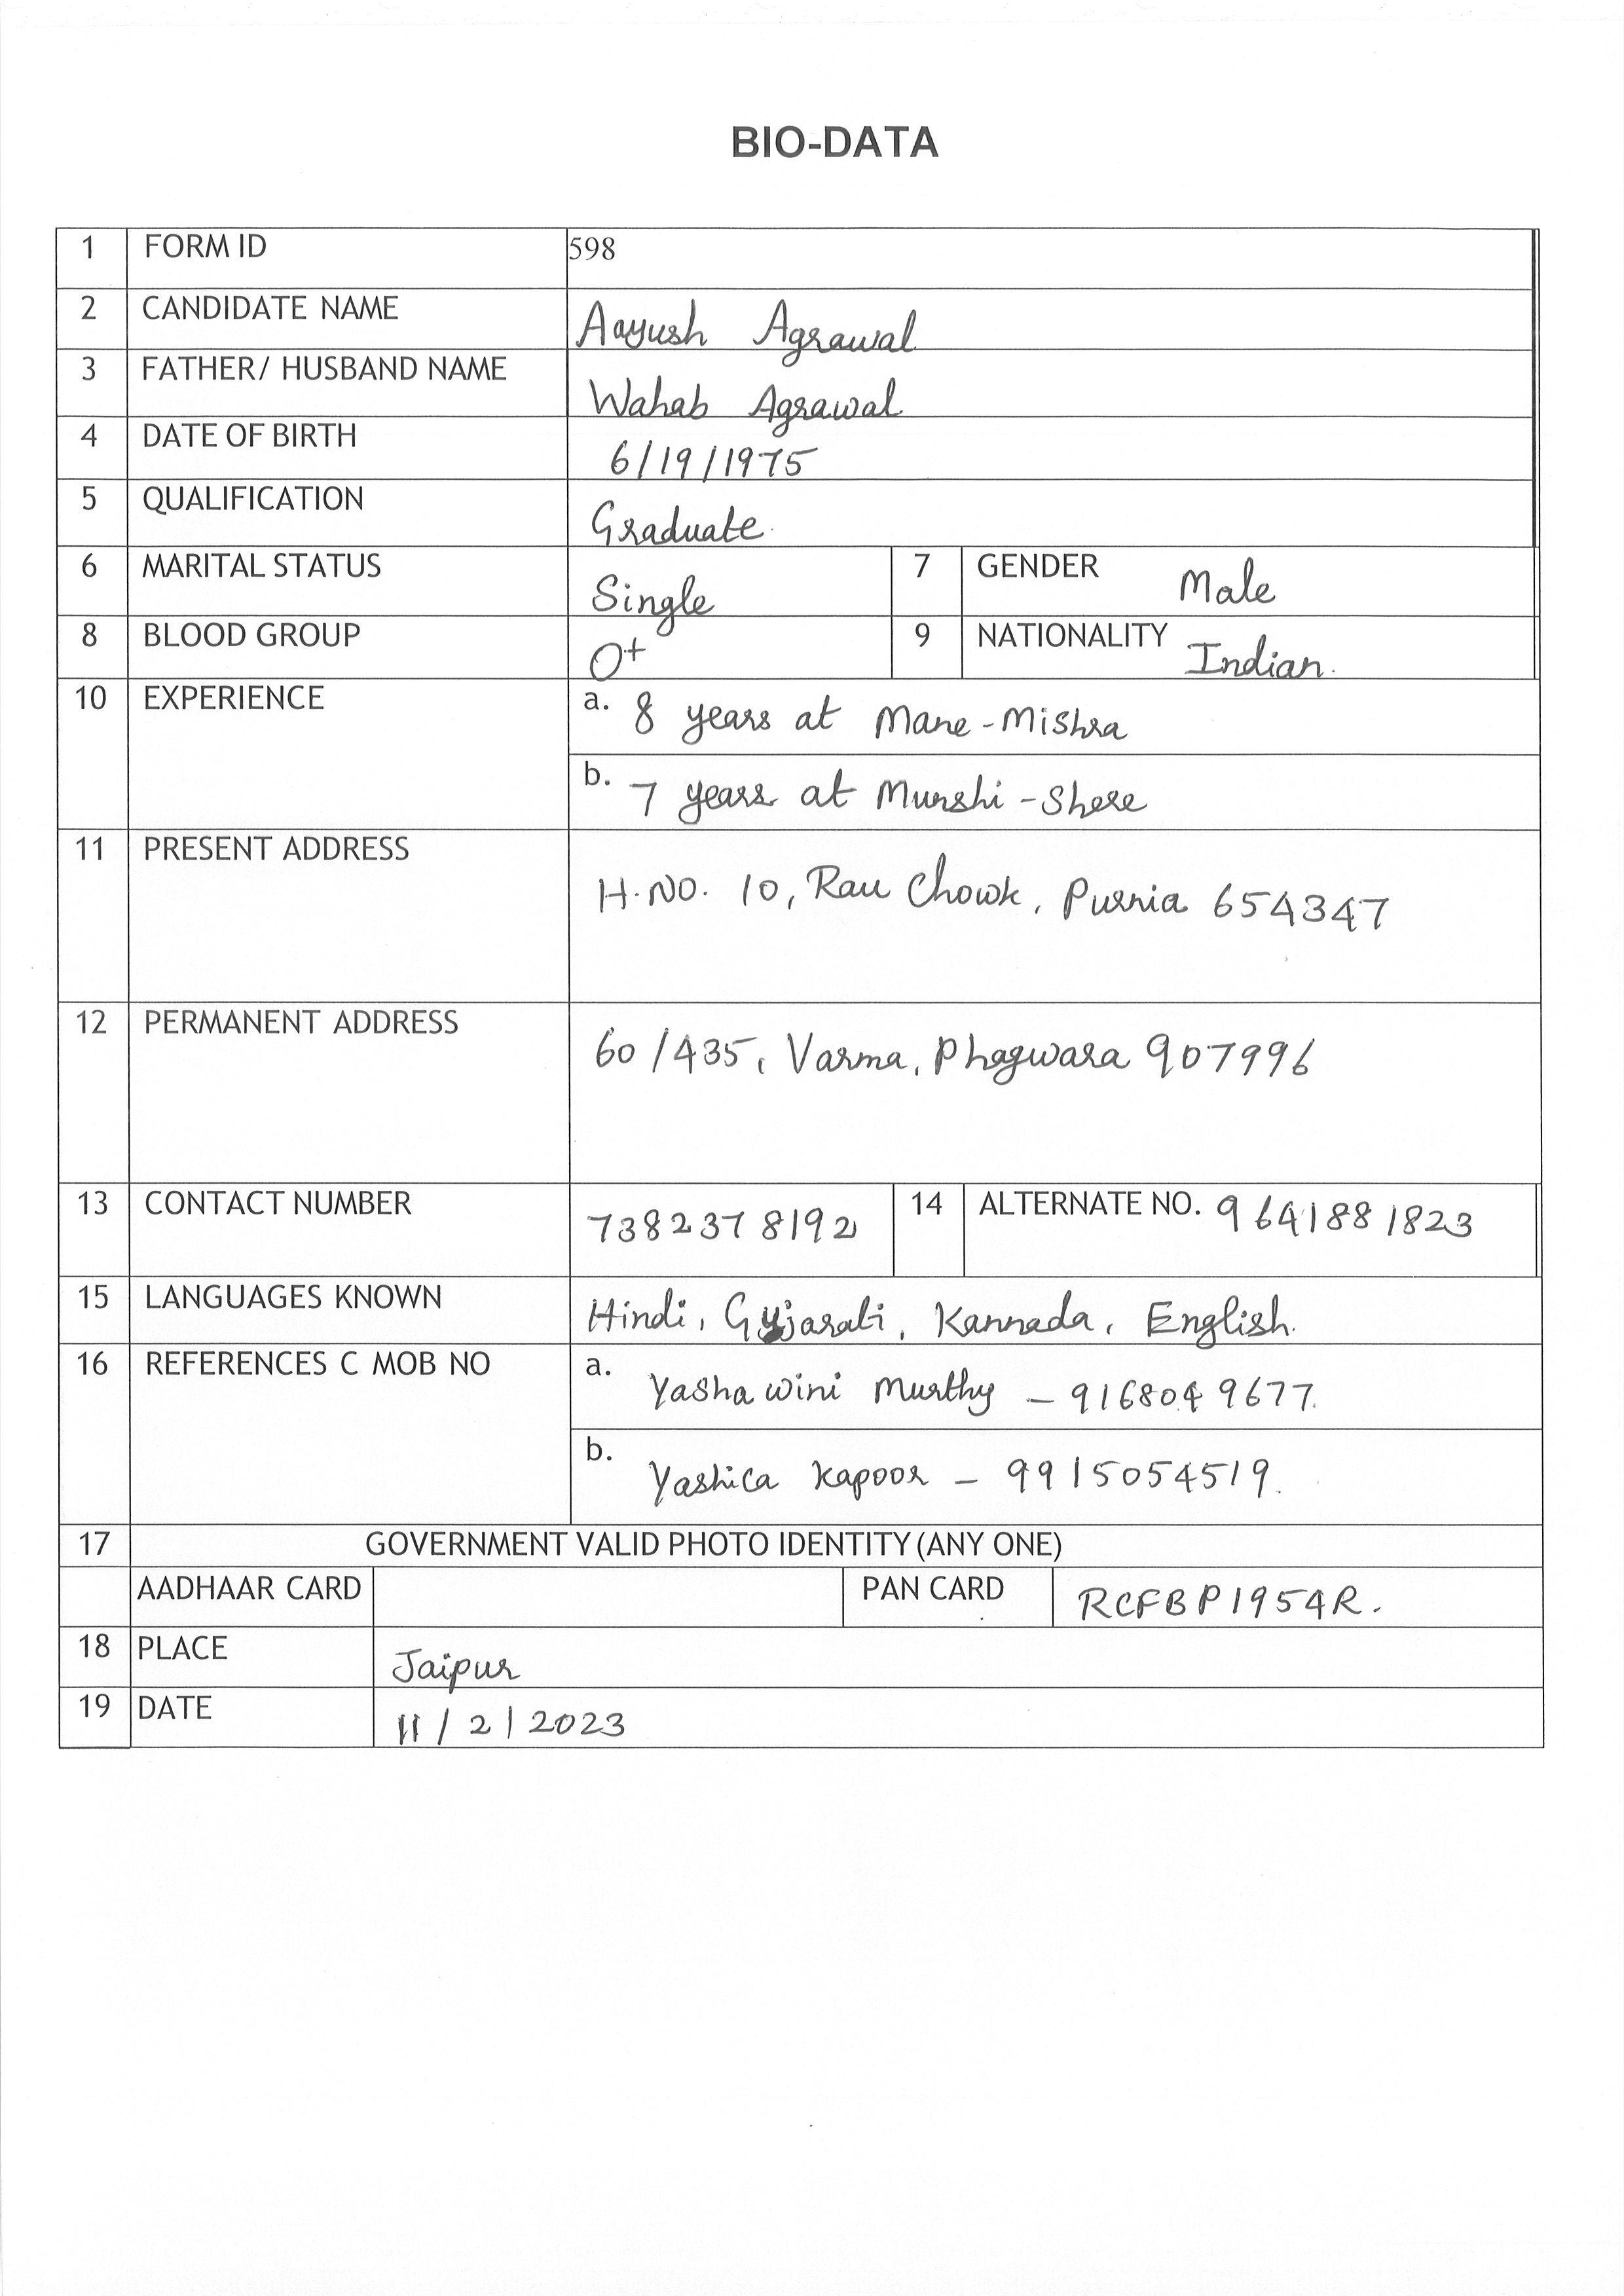 BIO-DATA
1 FORM ID 598
2 CANDIDATE NAME Aayush Agrawal
3 FATHER/ HUSBAND NAME Wahab Agrawal
4 DATE OF BIRTH 6/19/1975
5 QUALIFICATION Graduate.
6 MARITAL STATUS Single 7 GENDER Male
8 BLOOD GROUP O+ 9 NATIONALITY Indian.
10 EXPERIENCE a. 8 years at Mane-Mishra
b. 7 years at Munshi-Shere
11 PRESENT ADDRESS H.NO. 10, Rau Chowk, Purnia 654347
12 PERMANENT ADDRESS 60/435, Varma, Phagwara 907996
13 CONTACT NUMBER 7382378192 14 ALTERNATE NO. 9641881823
15 LANGUAGES KNOWN Hindi, Gujarati, Kannada, English.
16 REFERENCES C MOB NO a. Yashawini Murthy - 9168049677.
b. Yashica Kapoor - 9915054519.
17 GOVERNMENT VALID PHOTO IDENTITY (ANY ONE)
AADHAAR CARD PAN CARD RCFBP1954R.
18 PLACE Jaipur
19 DATE 11/2/2023